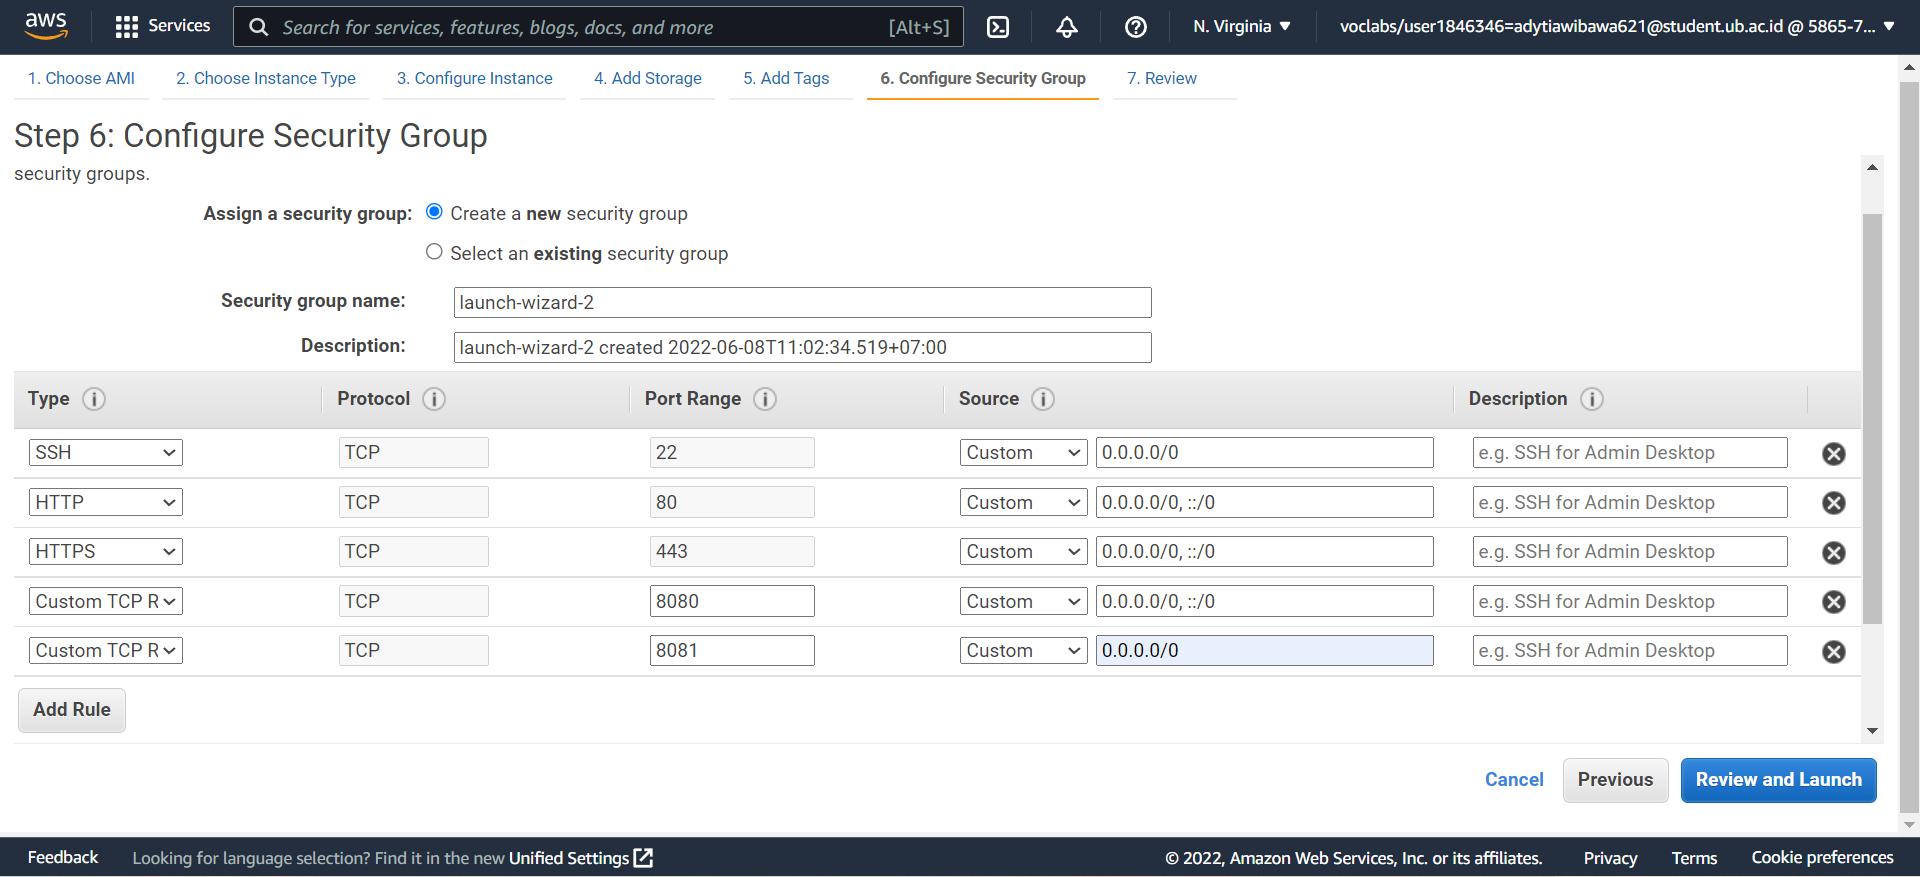 aws
Services
Search for services, features, blogs, docs, and more [Alt+S]
N. Virginia
voclabs/user1846346=adytiawibawa621@student.ub.ac.id @ 5865-7...
1. Choose AMI 2. Choose Instance Type 3. Configure Instance 4. Add Storage 5. Add Tags 6. Configure Security Group 7. Review
Step 6: Configure Security Group
security groups.
Assign a security group: Create a new security group
Select an existing security group
Security group name: launch-wizard-2
Description: launch-wizard-2 created 2022-06-08T11:02:34.519+07:00
Type Protocol Port Range Source Description
SSH TCP 22 Custom 0.0.0.0/0 e.g. SSH for Admin Desktop
HTTP TCP 80 Custom 0.0.0.0/0, ::/0 e.g. SSH for Admin Desktop
HTTPS TCP 443 Custom 0.0.0.0/0, ::/0 e.g. SSH for Admin Desktop
Custom TCP R TCP 8080 Custom 0.0.0.0/0, ::/0 e.g. SSH for Admin Desktop
Custom TCP R TCP 8081 Custom 0.0.0.0/0 e.g. SSH for Admin Desktop
Add Rule
Cancel Previous Review and Launch
Feedback Looking for language selection? Find it in the new Unified Settings © 2022, Amazon Web Services, Inc. or its affiliates. Privacy Terms Cookie preferences